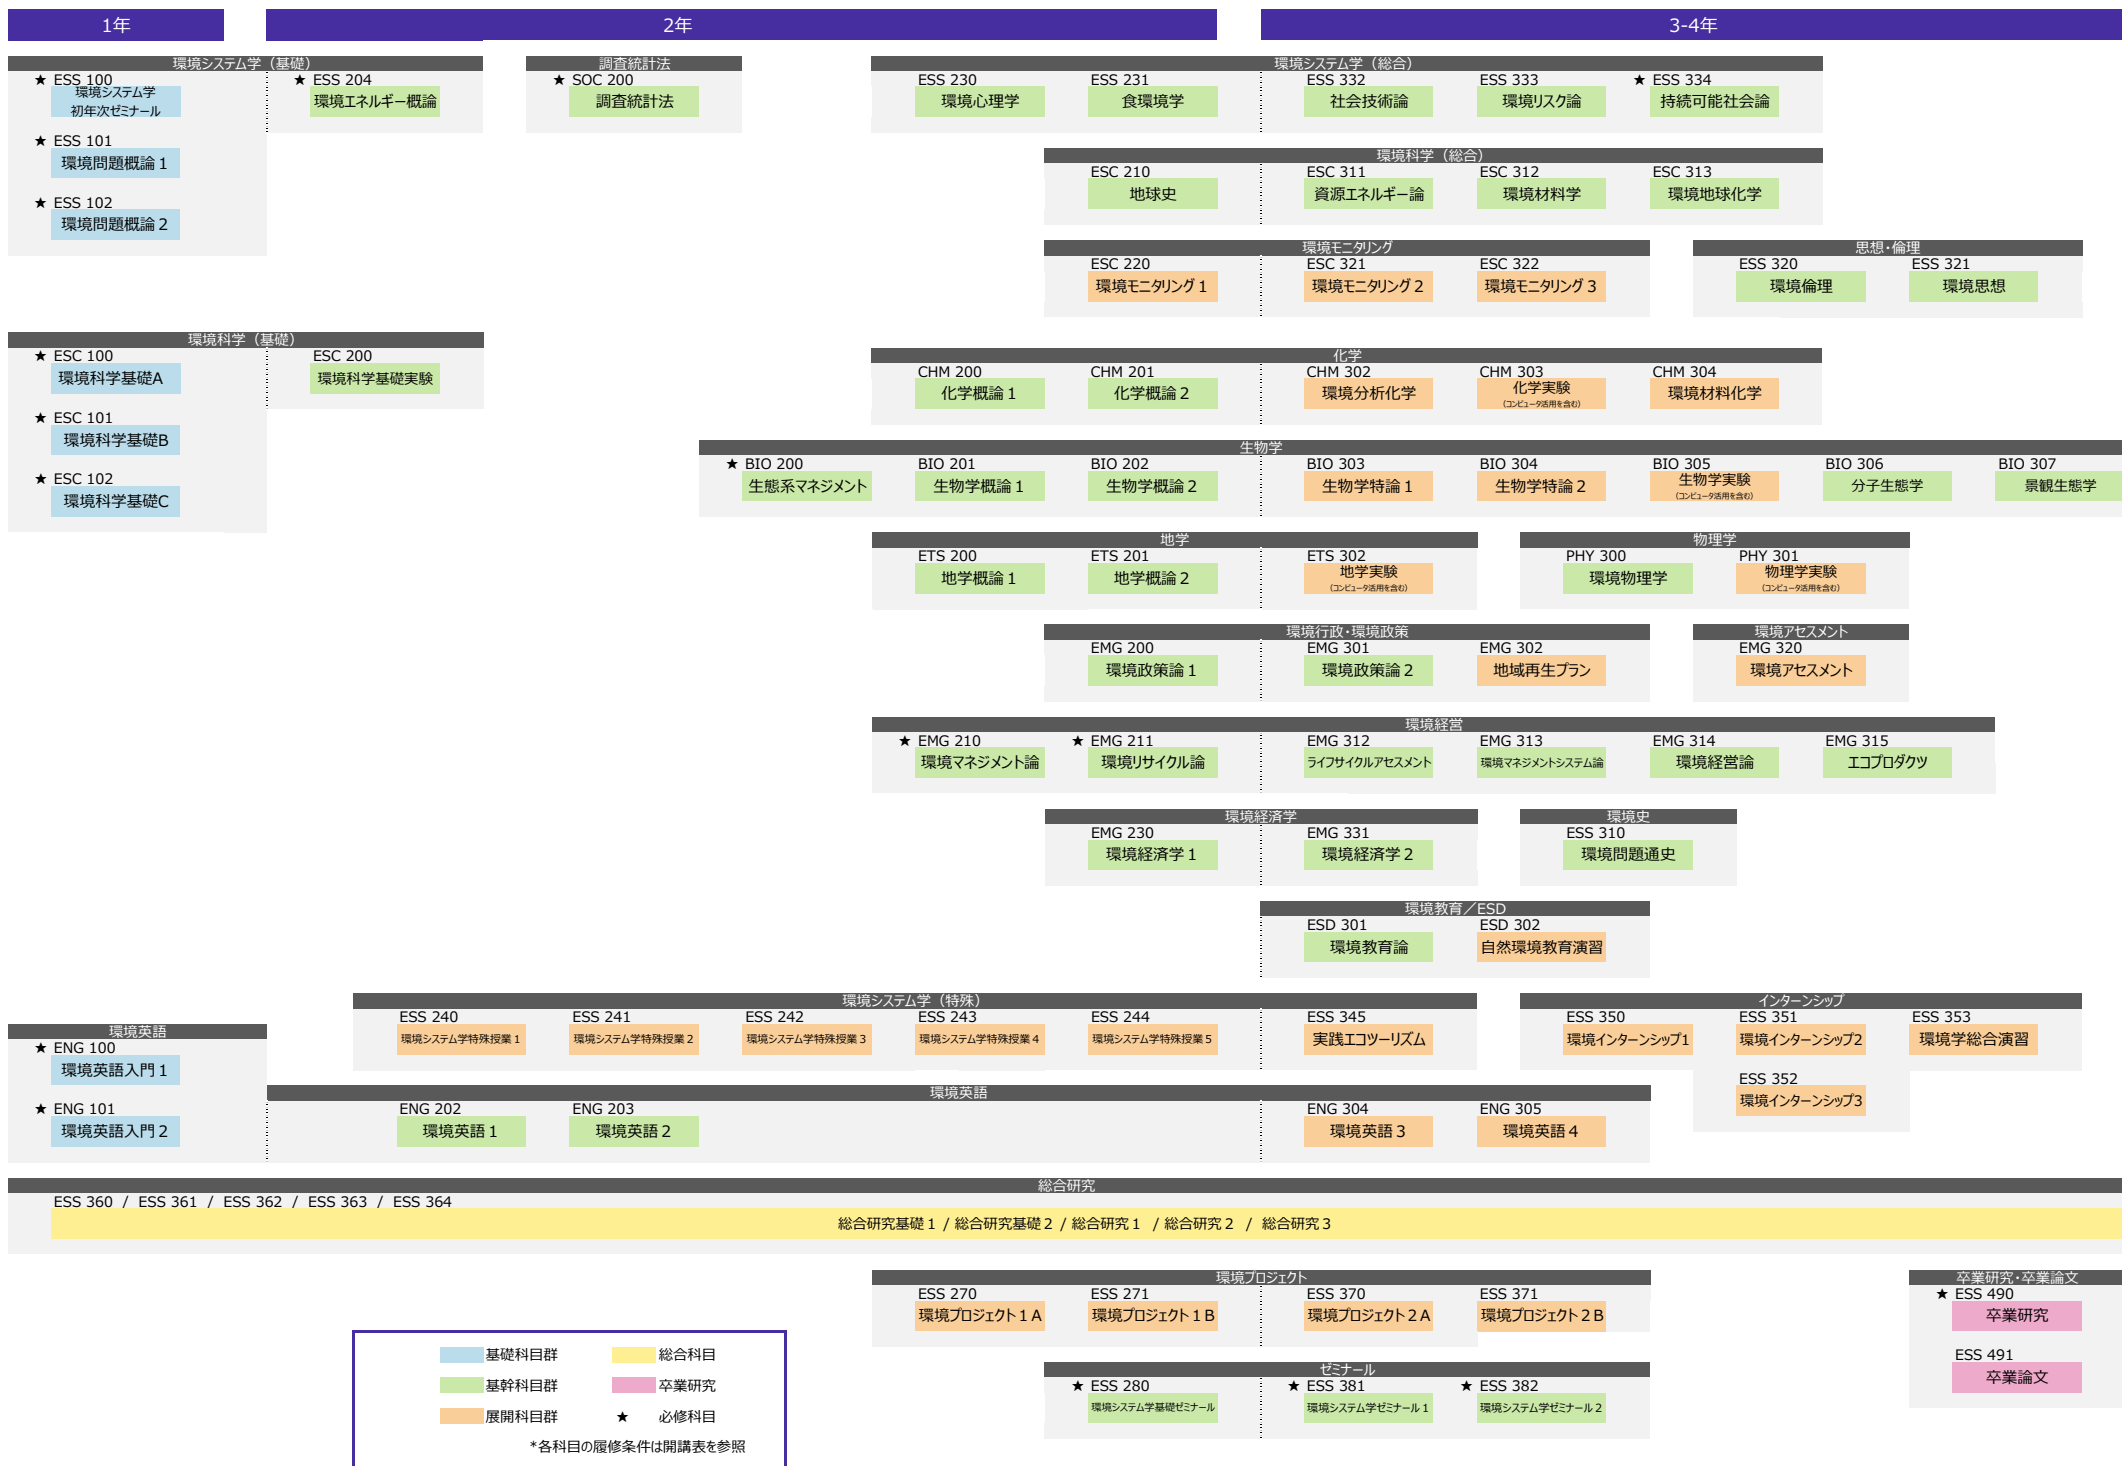 1年
2年
3-4年
環境システム学（基礎）
★ ESS 100
環境システム学
初年次ゼミナール
★ ESS 204
環境エネルギー概論
★ ESS 101
環境問題概論１
★ ESS 102
環境問題概論２
調査統計法
★ SOC 200
調査統計法
環境システム学（総合）
ESS 230
環境心理学
ESS 231
食環境学
ESS 332
社会技術論
ESS 333
環境リスク論
★ ESS 334
持続可能社会論
環境科学（総合）
ESC 210
地球史
ESC 311
資源エネルギー論
ESC 312
環境材料学
ESC 313
環境地球化学
環境モニタリング
ESC 220
環境モニタリング１
ESC 321
環境モニタリング２
ESC 322
環境モニタリング３
思想・倫理
ESS 320
環境倫理
ESS 321
環境思想
環境科学（基礎）
★ ESC 100
環境科学基礎A
ESC 200
環境科学基礎実験
★ ESC 101
環境科学基礎B
★ ESC 102
環境科学基礎C
化学
CHM 200
化学概論１
CHM 201
化学概論２
CHM 302
環境分析化学
CHM 303
化学実験
(コンピュータ活用を含む)
CHM 304
環境材料化学
生物学
★ BIO 200
生態系マネジメント
BIO 201
生物学概論１
BIO 202
生物学概論２
BIO 303
生物学特論１
BIO 304
生物学特論２
BIO 305
生物学実験
(コンピュータ活用を含む)
BIO 306
分子生態学
BIO 307
景観生態学
地学
ETS 200
地学概論１
ETS 201
地学概論２
ETS 302
地学実験
(コンピュータ活用を含む)
物理学
PHY 300
環境物理学
PHY 301
物理学実験
(コンピュータ活用を含む)
環境行政・環境政策
EMG 200
環境政策論１
EMG 301
環境政策論２
EMG 302
地域再生プラン
環境アセスメント
EMG 320
環境アセスメント
環境経営
★ EMG 210
環境マネジメント論
★ EMG 211
環境リサイクル論
EMG 312
ライフサイクルアセスメント
EMG 313
環境マネジメントシステム論
EMG 314
環境経営論
EMG 315
エコプロダクツ
環境経済学
EMG 230
環境経済学１
EMG 331
環境経済学２
環境史
ESS 310
環境問題通史
環境教育／ESD
ESD 301
環境教育論
ESD 302
自然環境教育演習
環境システム学（特殊）
ESS 240
環境システム学特殊授業１
ESS 241
環境システム学特殊授業２
ESS 242
環境システム学特殊授業３
ESS 243
環境システム学特殊授業４
ESS 244
環境システム学特殊授業５
ESS 345
実践エコツーリズム
インターンシップ
ESS 350
環境インターンシップ1
ESS 351
環境インターンシップ2
ESS 353
環境学総合演習
ESS 352
環境インターンシップ3
環境英語
★ ENG 100
環境英語入門１
★ ENG 101
環境英語入門２
環境英語
ENG 202
環境英語１
ENG 203
環境英語２
ENG 304
環境英語３
ENG 305
環境英語４
総合研究
ESS 360 / ESS 361 / ESS 362 / ESS 363 / ESS 364
総合研究基礎１ / 総合研究基礎２ / 総合研究１ / 総合研究２ / 総合研究３
環境プロジェクト
ESS 270
環境プロジェクト１A
ESS 271
環境プロジェクト１B
ESS 370
環境プロジェクト２A
ESS 371
環境プロジェクト２B
卒業研究・卒業論文
★ ESS 490
卒業研究
ESS 491
卒業論文
ゼミナール
★ ESS 280
環境システム学基礎ゼミナール
★ ESS 381
環境システム学ゼミナール１
★ ESS 382
環境システム学ゼミナール２
基礎科目群
総合科目
基幹科目群
卒業研究
展開科目群
★ 必修科目
*各科目の履修条件は開講表を参照